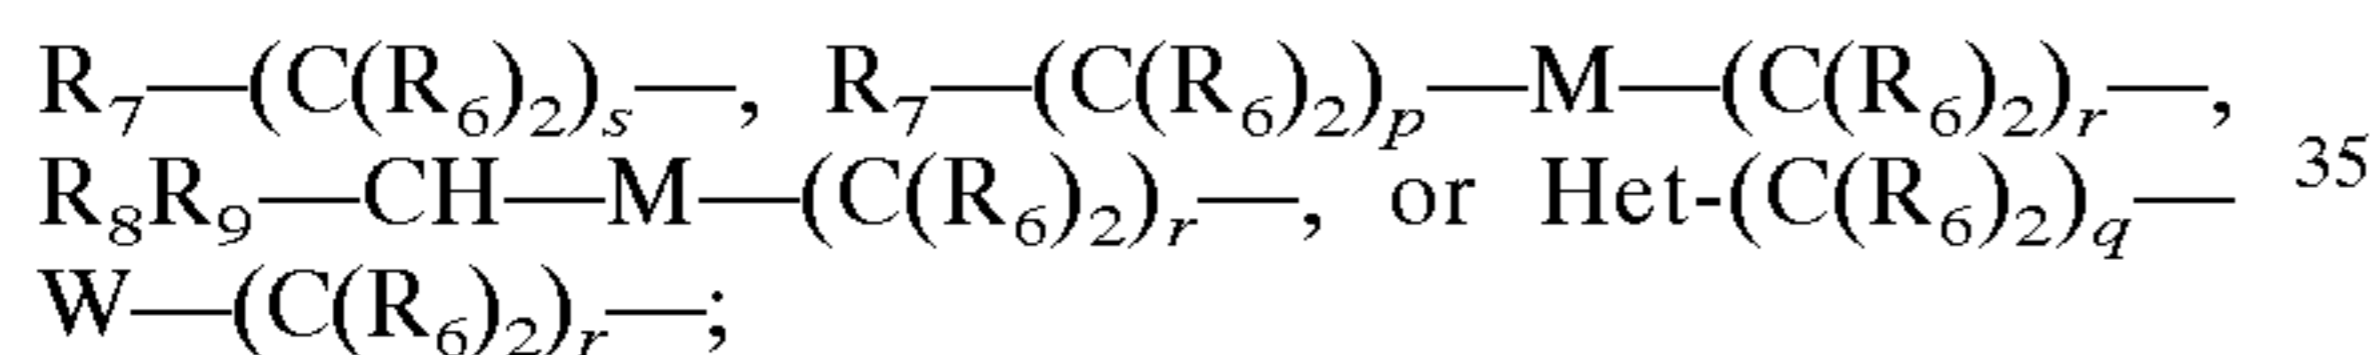 R₇—(C(R₆)₂)ₛ—, R₇—(C(R₆)₂)ₚ—M—(C(R₆)₂)ᵣ—,
R₈R₉—CH—M—(C(R₆)₂)ᵣ—, or Het-(C(R₆)₂)q— 35
W—(C(R₆)₂)ᵣ—;